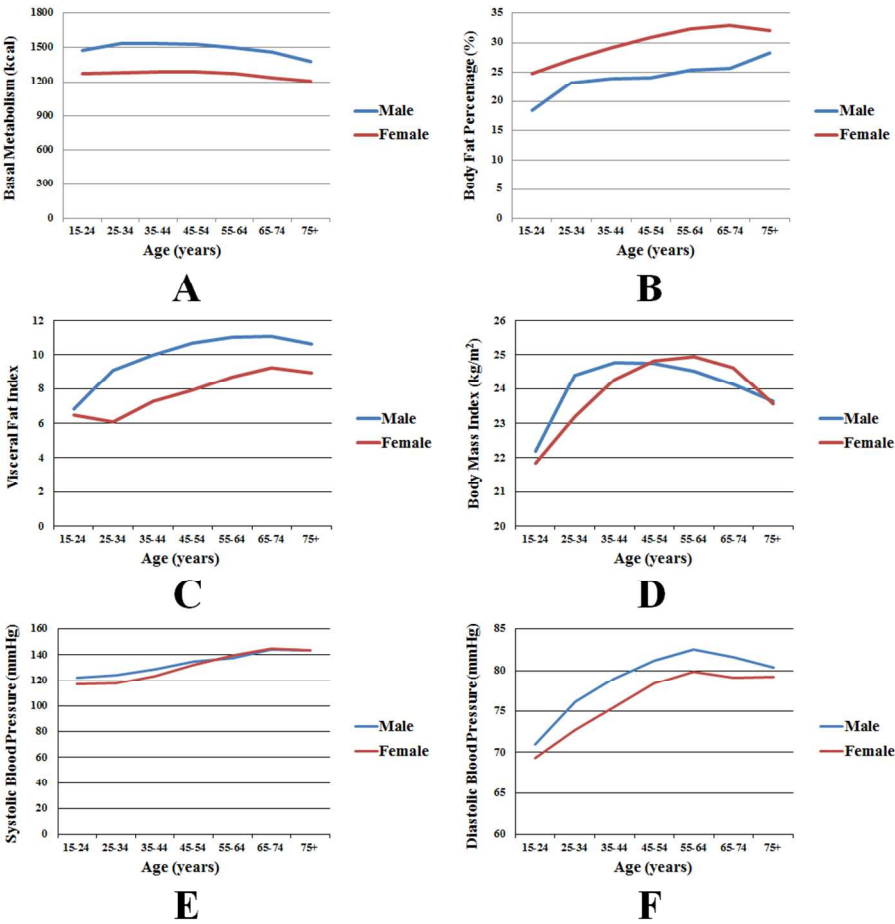 Basal Metabolism (kcal)
1800
1500
1200
900
600
300
0
15-24 25-34 35-44 45-54 55-64 65-74 75+
Age (years)
Male
Female
A
Body Fat Percentage (%)
35
30
25
20
15
10
5
0
15-24 25-34 35-44 45-54 55-64 65-74 75+
Age (years)
Male
Female
B
Visceral Fat Index
12
10
8
6
4
2
0
15-24 25-34 35-44 45-54 55-64 65-74 75+
Age (years)
Male
Female
C
Body Mass Index (kg/m²)
26
25
24
23
22
21
20
15-24 25-34 35-44 45-54 55-64 65-74 75+
Age (years)
Male
Female
D
Systolic Blood Pressure (mmHg)
160
140
120
100
80
60
40
20
0
15-24 25-34 35-44 45-54 55-64 65-74 75+
Age (years)
Male
Female
E
Diastolic Blood Pressure (mmHg)
85
80
75
70
65
60
15-24 25-34 35-44 45-54 55-64 65-74 75+
Age (years)
Male
Female
F